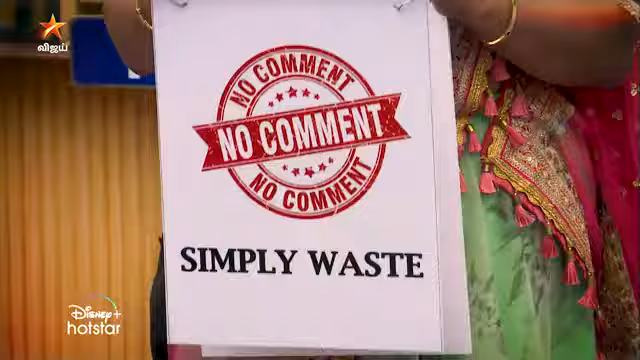 விஜய்
NO COMMENT
NO COMMENT
NO COMMENT
SIMPLY WASTE
Disney+
hotstar